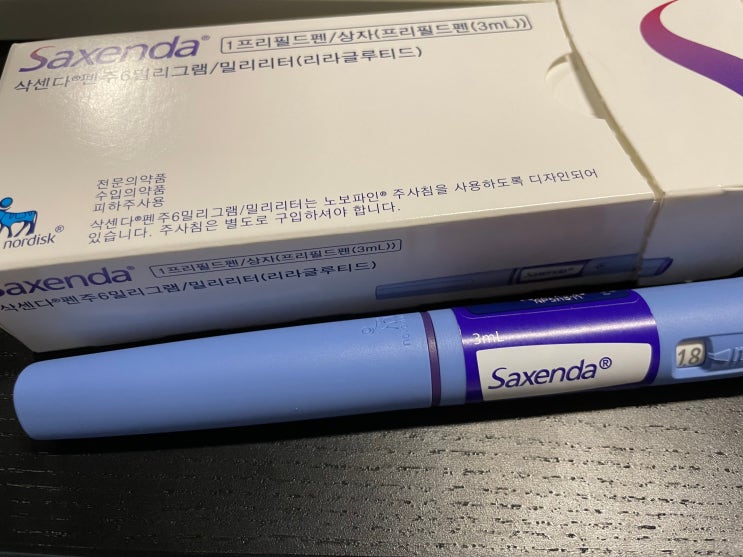 Saxenda® 1프리필드펜/상자(프리필드펜(3mL))
삭센다®펜주6밀리그램/밀리리터(리라글루티드)
전문의약품
수입의약품
피하주사용
삭센다®펜주6밀리그램/밀리리터는 노보파인® 주사침을 사용하도록 디자인되어
있습니다. 주사침은 별도로 구입하셔야 합니다.
nordisk®
Saxenda® 1프리필드펜/상자(프리필드펜(3mL))
삭센다®펜주6밀리그램/밀리리터(리라글루티드)
Saxenda®
3mL
Saxenda®
18